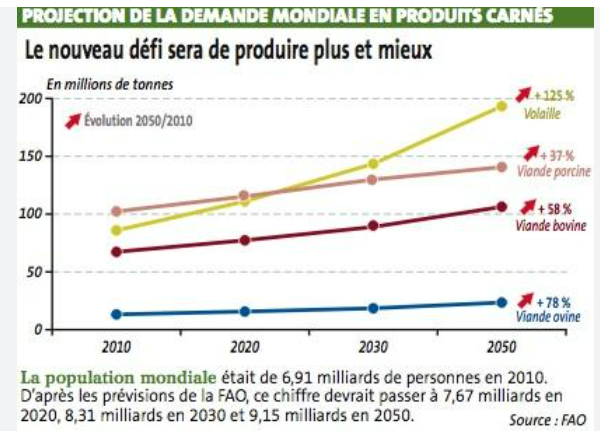 PROJECTION DE LA DEMANDE MONDIALE EN PRODUITS CARNÉS
Le nouveau défi sera de produire plus et mieux
En millions de tonnes
200
Évolution 2050/2010
+ 125 %
Volaille
150
+ 37 %
Viande porcine
100
+ 58 %
Viande bovine
50
+ 78 %
Viande ovine
0
2010 2020 2030 2050
La population mondiale était de 6,91 milliards de personnes en 2010.
D'après les prévisions de la FAO, ce chiffre devrait passer à 7,67 milliards en
2020, 8,31 milliards en 2030 et 9,15 milliards en 2050.
Source : FAO